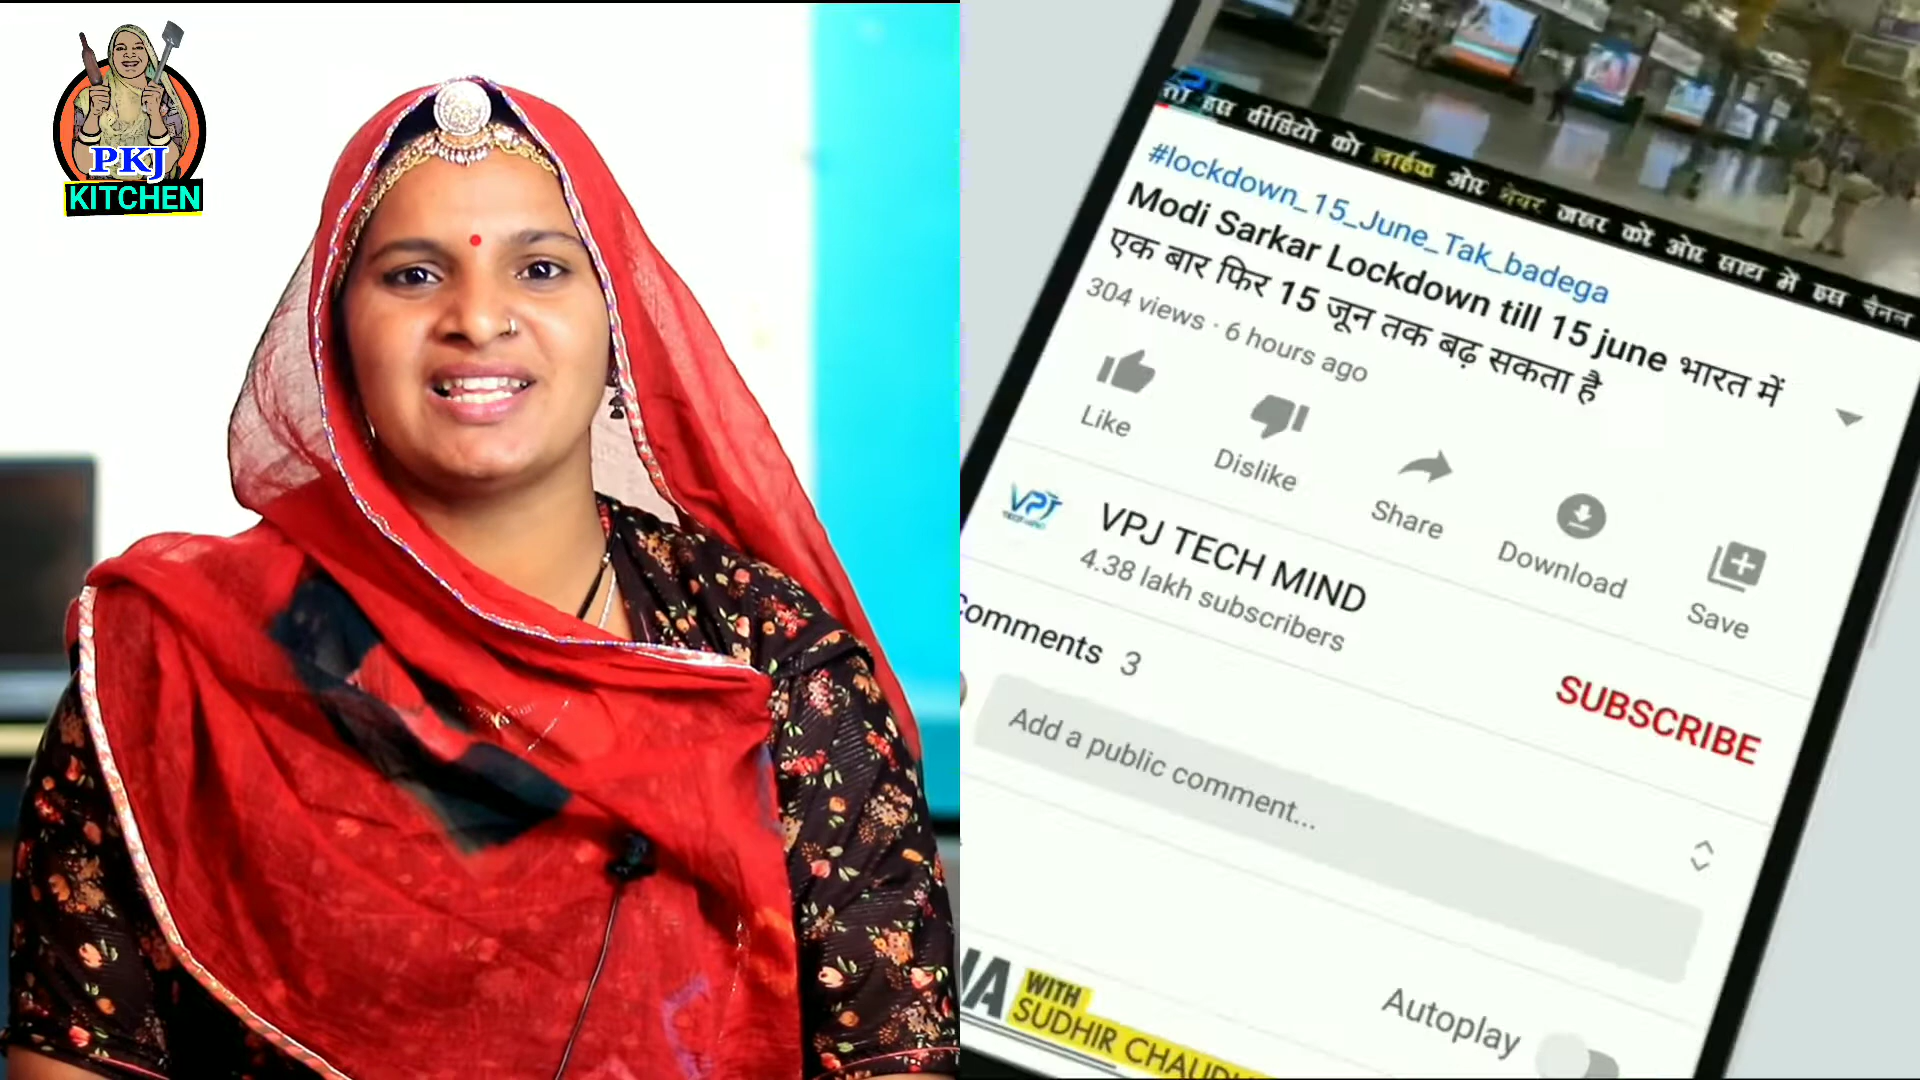 PKJ
KITCHEN
इस वीडियो को लाईक और शेयर जरूर करें और साथ में इस चैनल
#lockdown_15_June_Tak_badega
Modi Sarkar Lockdown till 15 june भारत में
एक बार फिर 15 जून तक बढ़ सकता है
304 views · 6 hours ago
Like
Dislike
Share
Download
Save
VPJ
VPJ TECH MIND
4.38 lakh subscribers
SUBSCRIBE
Comments 3
Add a public comment...
WITH
SUDHIR
Autoplay